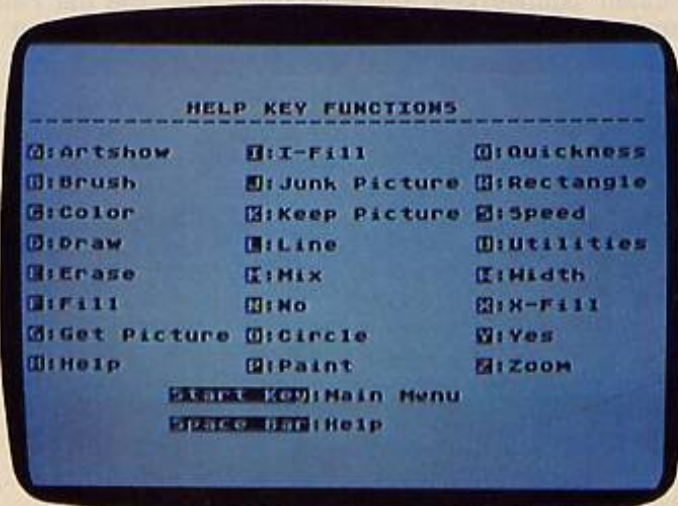 HELP KEY FUNCTIONS
A:Artshow I:I-Fill Q:Quickness
B:Brush J:Junk Picture R:Rectangle
C:Color K:Keep Picture S:Speed
D:Draw L:Line U:Utilities
E:Erase M:Mix W:Width
F:Fill N:No X:X-Fill
G:Get Picture O:Circle Y:Yes
H:Help P:Paint Z:Zoom
Start Key:Main Menu
Space Bar:Help